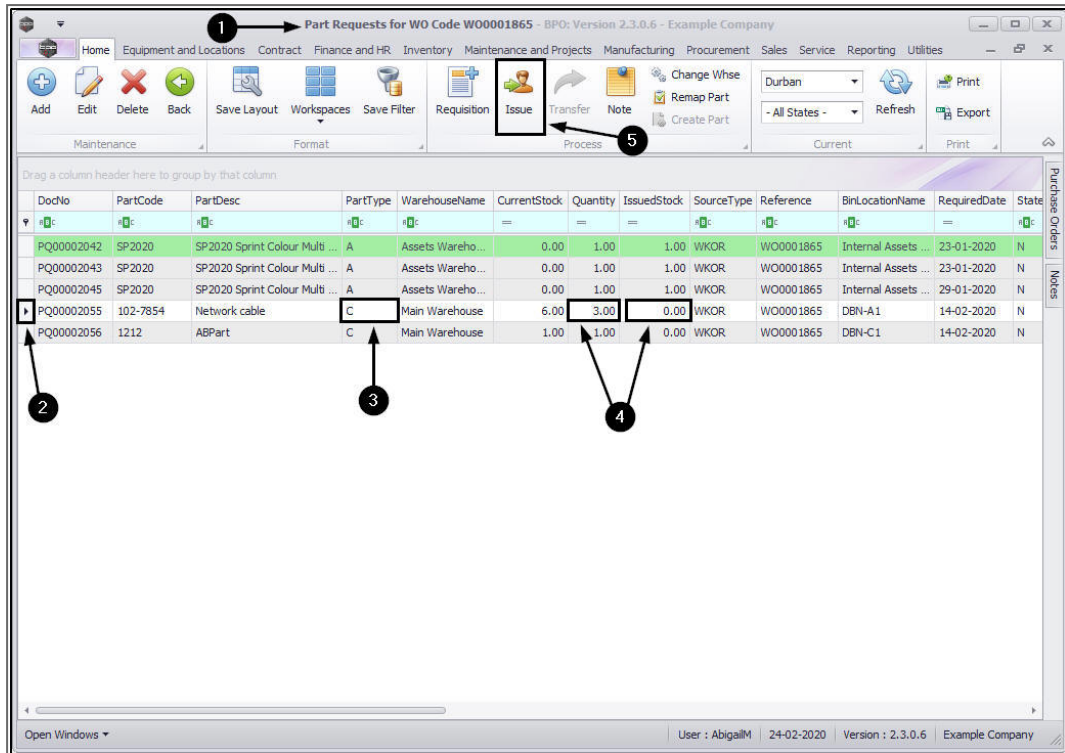 Part Requests for WO Code WO0001865 - BPO: Version 2.3.0.6 - Example Company
1
Home Equipment and Locations Contract Finance and HR Inventory Maintenance and Projects Manufacturing Procurement Sales Service Reporting Utilities
Add Edit Delete Back Save Layout Workspaces Save Filter Requisition Issue Transfer Note
Change Whse
Remap Part
Create Part
Durban
- All States -
Refresh
Print
Export
5
Maintenance Format Process Current Print
Drag a column header here to group by that column
DocNo PartCode PartDesc PartType WarehouseName CurrentStock Quantity IssuedStock SourceType Reference BinLocationName RequiredDate State
PQ00002042 SP2020 SP2020 Sprint Colour Multi ... A Assets Wareho... 0.00 1.00 1.00 WKOR WO0001865 Internal Assets ... 23-01-2020 N
PQ00002043 SP2020 SP2020 Sprint Colour Multi ... A Assets Wareho... 0.00 1.00 1.00 WKOR WO0001865 Internal Assets ... 23-01-2020 N
PQ00002045 SP2020 SP2020 Sprint Colour Multi ... A Assets Wareho... 0.00 1.00 1.00 WKOR WO0001865 Internal Assets ... 29-01-2020 N
PQ00002055 102-7854 Network cable C Main Warehouse 6.00 3.00 0.00 WKOR WO0001865 DBN-A1 14-02-2020 N
PQ00002056 1212 ABPart C Main Warehouse 1.00 1.00 0.00 WKOR WO0001865 DBN-C1 14-02-2020 N
2
3
4
Purchase Orders
Notes
Open Windows
User : AbigailM 24-02-2020 Version : 2.3.0.6 Example Company